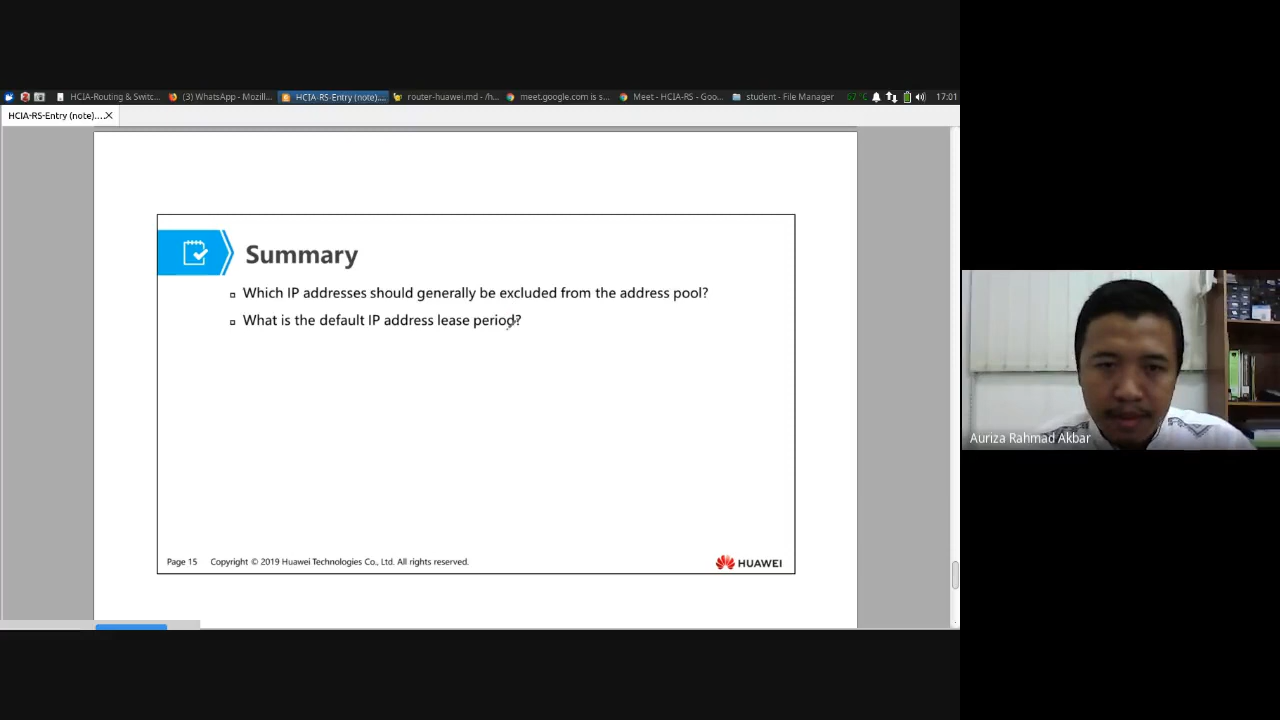 HCIA-Routing & Switc... (3) WhatsApp - Mozill... HCIA-RS-Entry (note).... router-huawei.md - /h... meet.google.com is s... Meet - HCIA-RS - Goo... student - File Manager 67°C 17:01
HCIA-RS-Entry (note)....
Summary
Which IP addresses should generally be excluded from the address pool?
What is the default IP address lease period?
Auriza Rahmad Akbar
Page 15 Copyright © 2019 Huawei Technologies Co., Ltd. All rights reserved.
HUAWEI